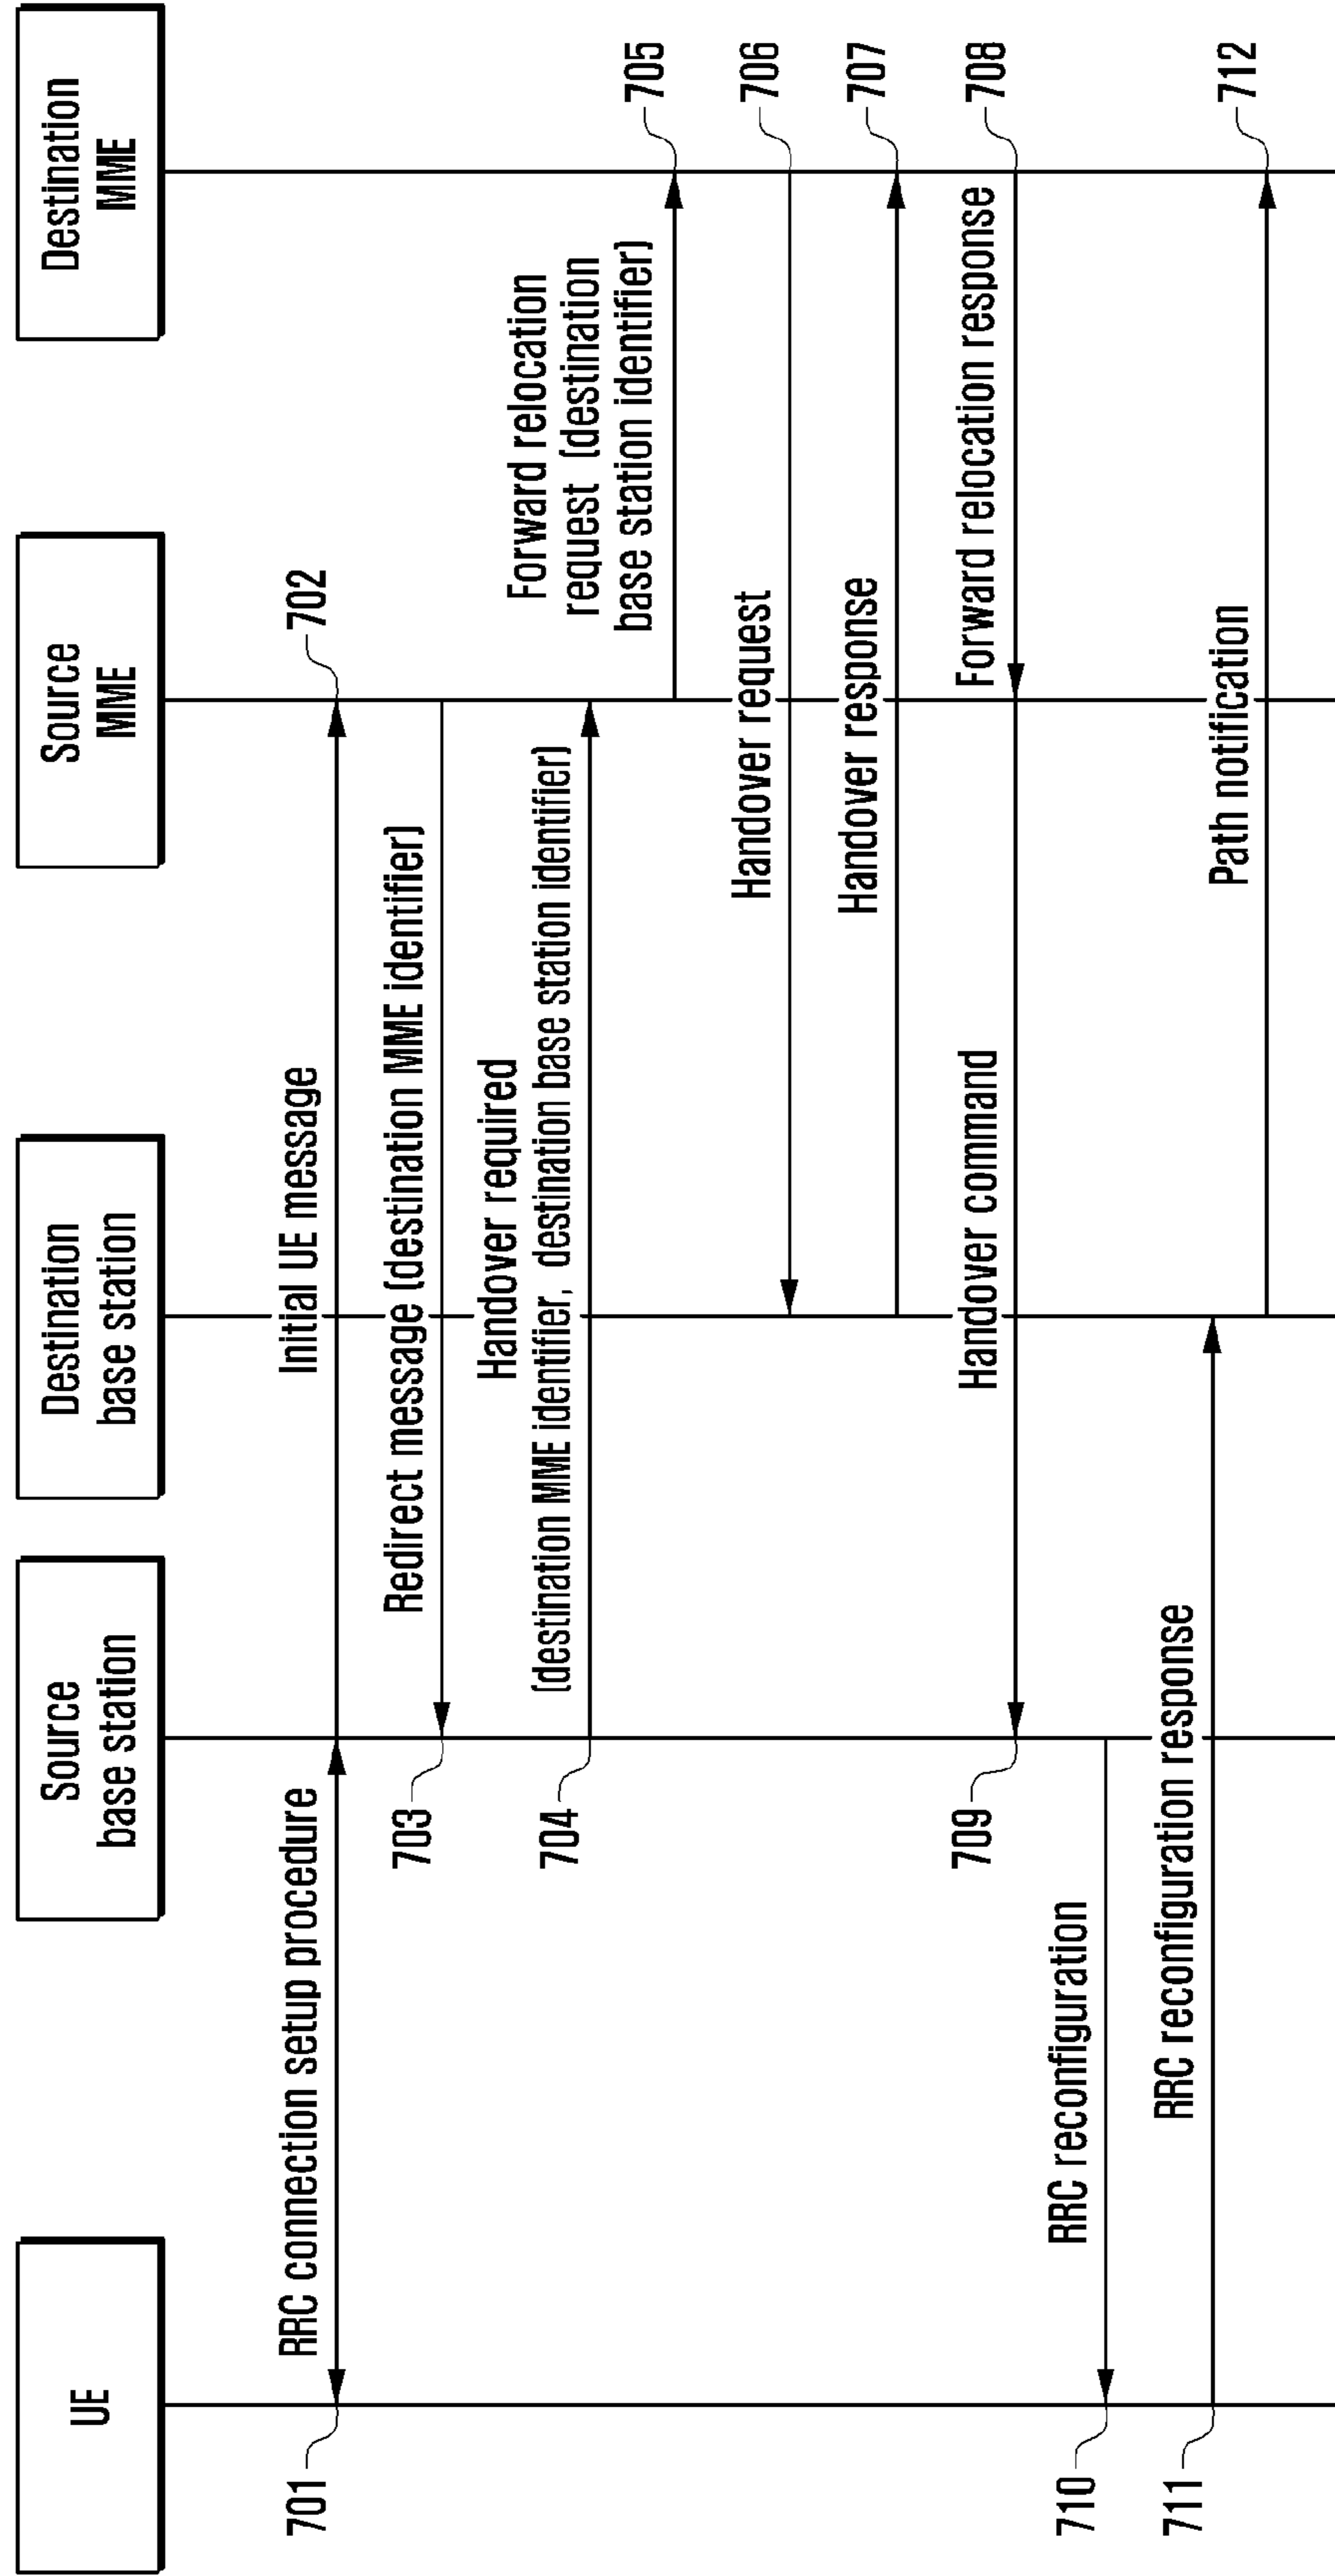 UE
Source
base station
Destination
base station
Source
MME
Destination
MME
701
RRC connection setup procedure
Initial UE message
702
703
Redirect message (destination MME identifier)
704
Handover required
(destination MME identifier, destination base station identifier)
Forward relocation
request (destination
base station identifier)
705
Handover request
706
Handover response
707
709
Handover command
Forward relocation response
708
710
RRC reconfiguration
711
RRC reconfiguration response
Path notification
712